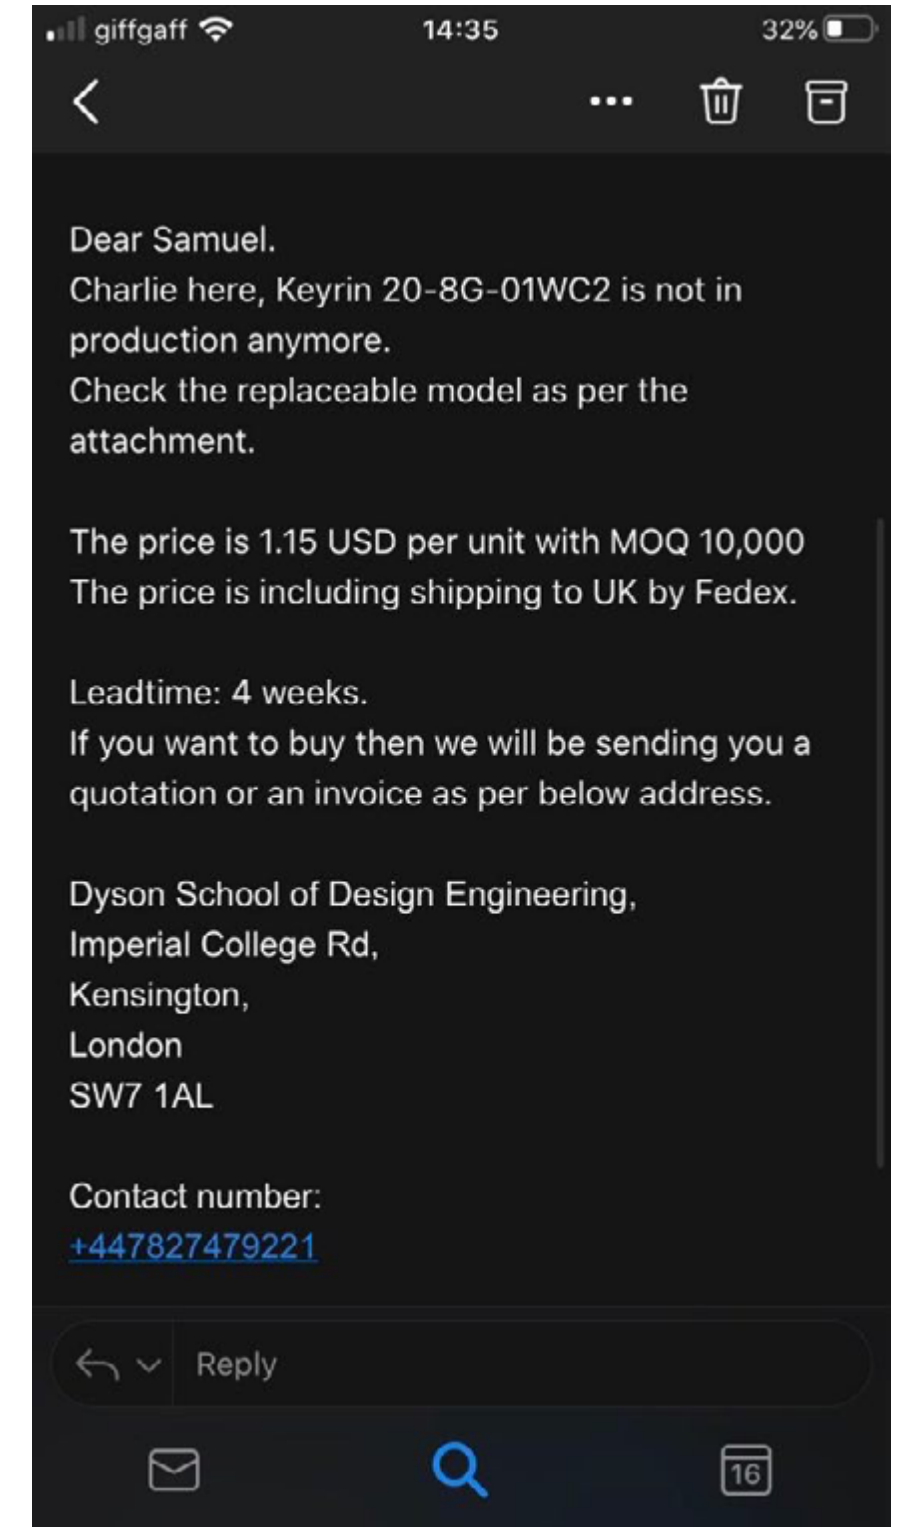 giffgaff 14:35 32%
Dear Samuel.
Charlie here, Keyrin 20-8G-01WC2 is not in
production anymore.
Check the replaceable model as per the
attachment.
The price is 1.15 USD per unit with MOQ 10,000
The price is including shipping to UK by Fedex.
Leadtime: 4 weeks.
If you want to buy then we will be sending you a
quotation or an invoice as per below address.
Dyson School of Design Engineering,
Imperial College Rd,
Kensington,
London
SW7 1AL
Contact number:
+447827479221
Reply
16